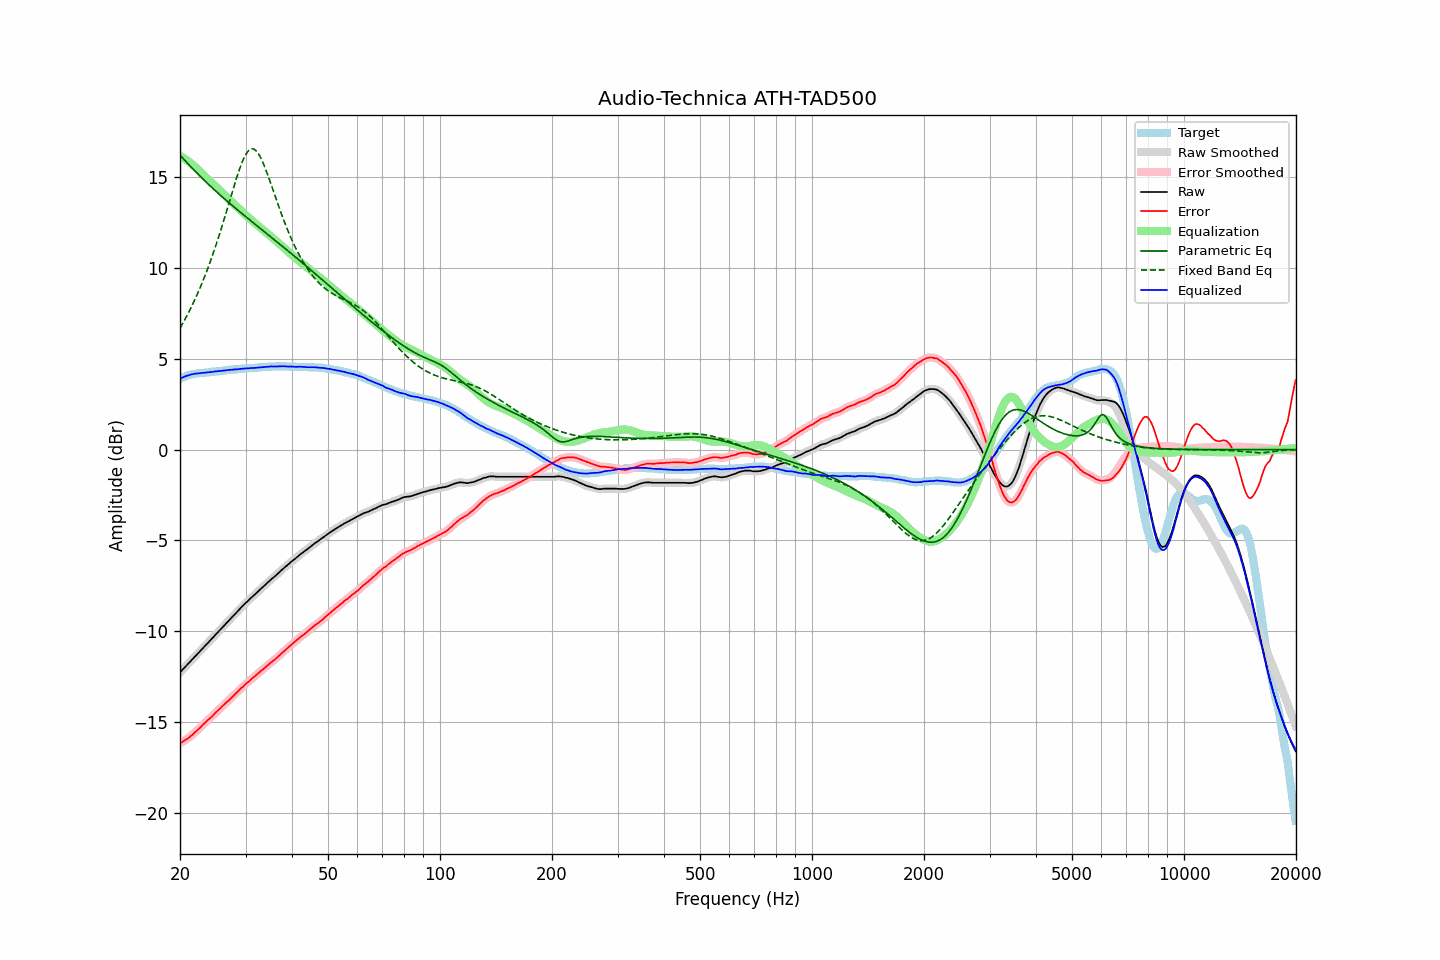 Audio-Technica ATH-TAD500
Amplitude (dBr)
15
10
5
0
−5
−10
−15
−20
Target
Raw Smoothed
Error Smoothed
Raw
Error
Equalization
Parametric Eq
Fixed Band Eq
Equalized
20 50 100 200 500 1000 2000 5000 10000 20000
Frequency (Hz)